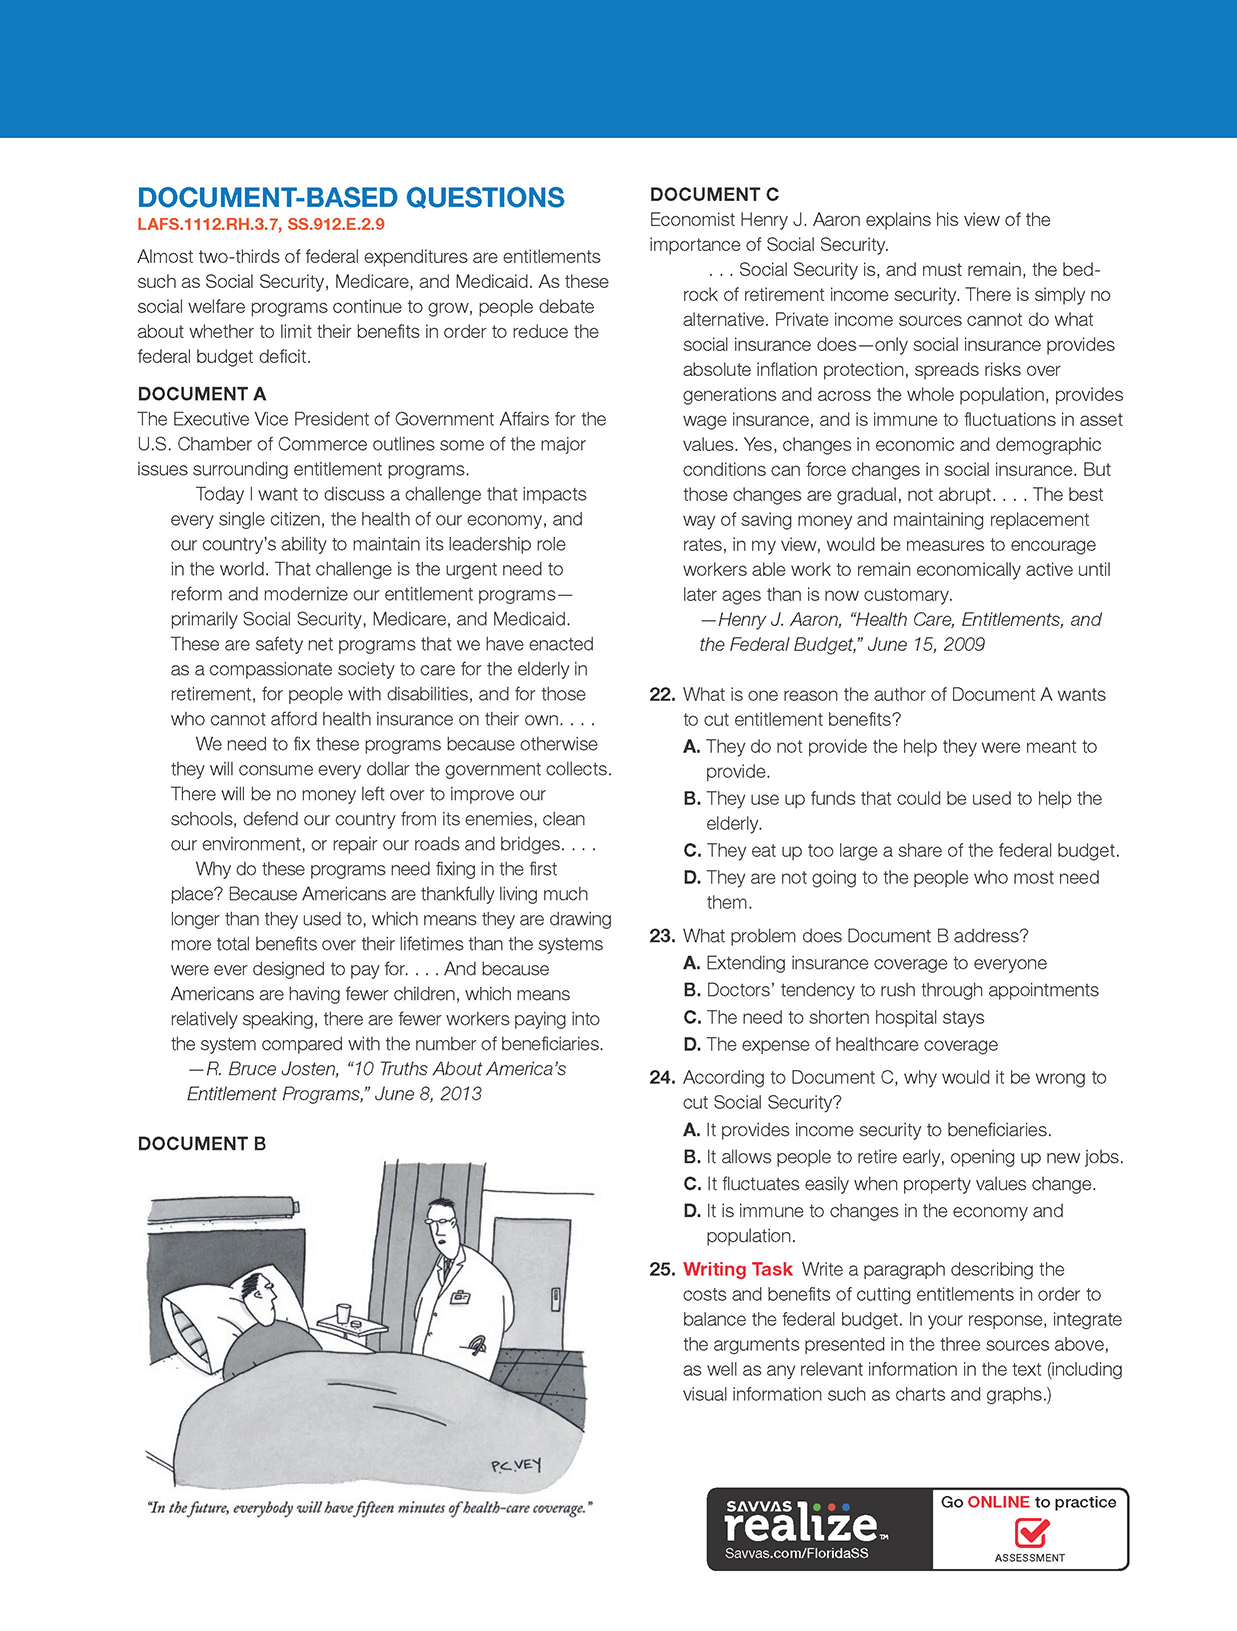 DOCUMENT-BASED QUESTIONS
LAFS.1112.RH.3.7, SS.912.E.2.9
Almost two-thirds of federal expenditures are entitlements
such as Social Security, Medicare, and Medicaid. As these
social welfare programs continue to grow, people debate
about whether to limit their benefits in order to reduce the
federal budget deficit.
DOCUMENT A
The Executive Vice President of Government Affairs for the
U.S. Chamber of Commerce outlines some of the major
issues surrounding entitlement programs.
Today I want to discuss a challenge that impacts
every single citizen, the health of our economy, and
our country's ability to maintain its leadership role
in the world. That challenge is the urgent need to
reform and modernize our entitlement programs—
primarily Social Security, Medicare, and Medicaid.
These are safety net programs that we have enacted
as a compassionate society to care for the elderly in
retirement, for people with disabilities, and for those
who cannot afford health insurance on their own. . . .
We need to fix these programs because otherwise
they will consume every dollar the government collects.
There will be no money left over to improve our
schools, defend our country from its enemies, clean
our environment, or repair our roads and bridges. . . .
Why do these programs need fixing in the first
place? Because Americans are thankfully living much
longer than they used to, which means they are drawing
more total benefits over their lifetimes than the systems
were ever designed to pay for. . . . And because
Americans are having fewer children, which means
relatively speaking, there are fewer workers paying into
the system compared with the number of beneficiaries.
—R. Bruce Josten, "10 Truths About America's
Entitlement Programs," June 8, 2013
DOCUMENT B
P.C. VEY
"In the future, everybody will have fifteen minutes of health-care coverage."
DOCUMENT C
Economist Henry J. Aaron explains his view of the
importance of Social Security.
. . . Social Security is, and must remain, the bed-
rock of retirement income security. There is simply no
alternative. Private income sources cannot do what
social insurance does—only social insurance provides
absolute inflation protection, spreads risks over
generations and across the whole population, provides
wage insurance, and is immune to fluctuations in asset
values. Yes, changes in economic and demographic
conditions can force changes in social insurance. But
those changes are gradual, not abrupt. . . . The best
way of saving money and maintaining replacement
rates, in my view, would be measures to encourage
workers able work to remain economically active until
later ages than is now customary.
—Henry J. Aaron, "Health Care, Entitlements, and
the Federal Budget," June 15, 2009
22. What is one reason the author of Document A wants
to cut entitlement benefits?
A. They do not provide the help they were meant to
provide.
B. They use up funds that could be used to help the
elderly.
C. They eat up too large a share of the federal budget.
D. They are not going to the people who most need
them.
23. What problem does Document B address?
A. Extending insurance coverage to everyone
B. Doctors' tendency to rush through appointments
C. The need to shorten hospital stays
D. The expense of healthcare coverage
24. According to Document C, why would it be wrong to
cut Social Security?
A. It provides income security to beneficiaries.
B. It allows people to retire early, opening up new jobs.
C. It fluctuates easily when property values change.
D. It is immune to changes in the economy and
population.
25. Writing Task Write a paragraph describing the
costs and benefits of cutting entitlements in order to
balance the federal budget. In your response, integrate
the arguments presented in the three sources above,
as well as any relevant information in the text (including
visual information such as charts and graphs.)
SAVVAS
realize™
Savvas.com/FloridaSS
Go ONLINE to practice
ASSESSMENT